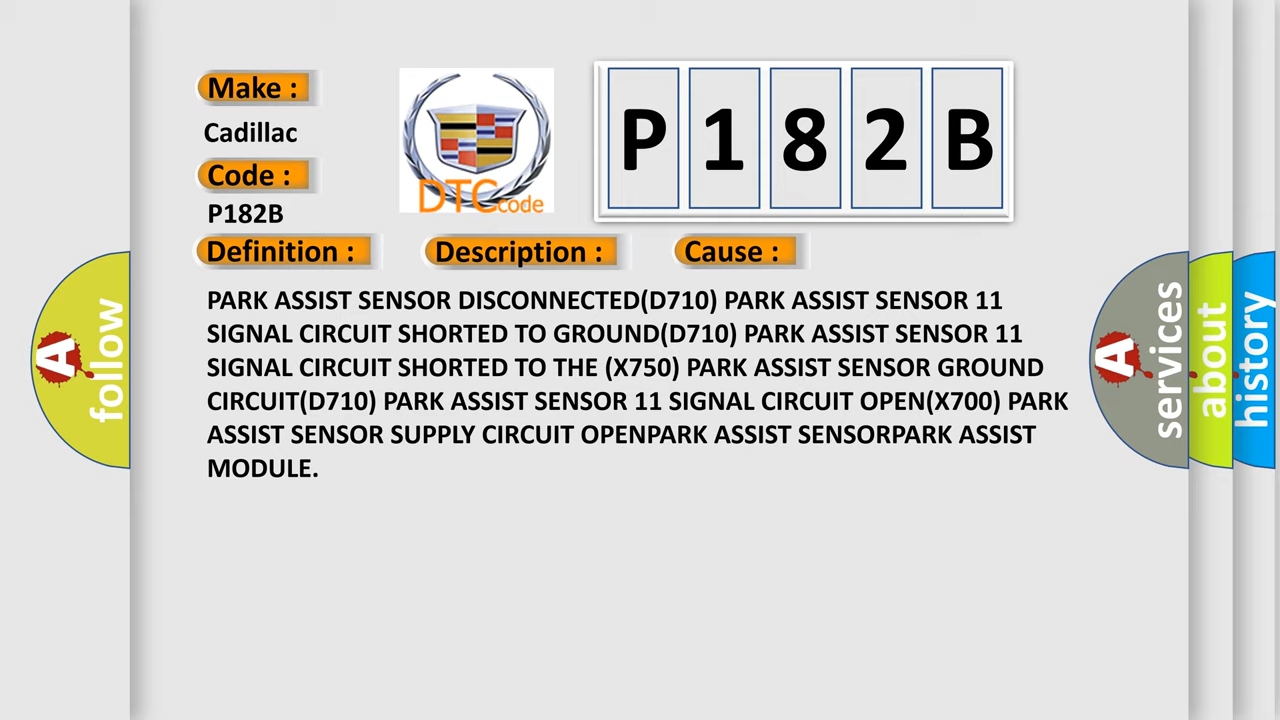 Make :
Cadillac
Code :
P182B
DTC code
P 1 8 2 B
Definition :
Description :
Cause :
PARK ASSIST SENSOR DISCONNECTED(D710) PARK ASSIST SENSOR 11
SIGNAL CIRCUIT SHORTED TO GROUND(D710) PARK ASSIST SENSOR 11
SIGNAL CIRCUIT SHORTED TO THE (X750) PARK ASSIST SENSOR GROUND
CIRCUIT(D710) PARK ASSIST SENSOR 11 SIGNAL CIRCUIT OPEN(X700) PARK
ASSIST SENSOR SUPPLY CIRCUIT OPENPARK ASSIST SENSORPARK ASSIST
MODULE.
A follow
A services
about
history